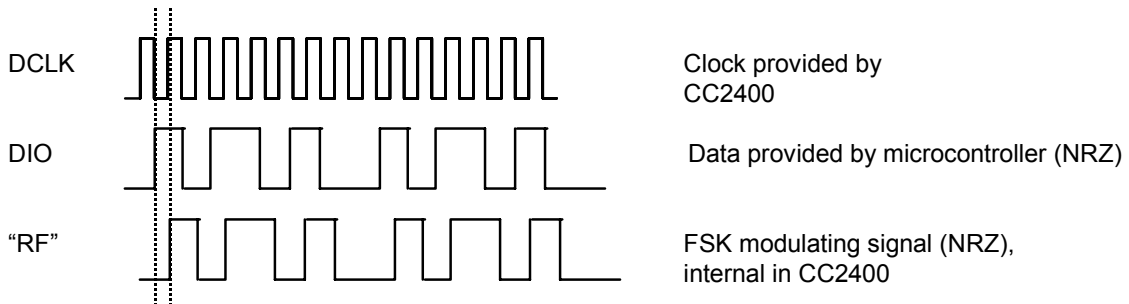 DCLK
Clock provided by
CC2400
DIO
Data provided by microcontroller (NRZ)
“RF”
FSK modulating signal (NRZ),
internal in CC2400